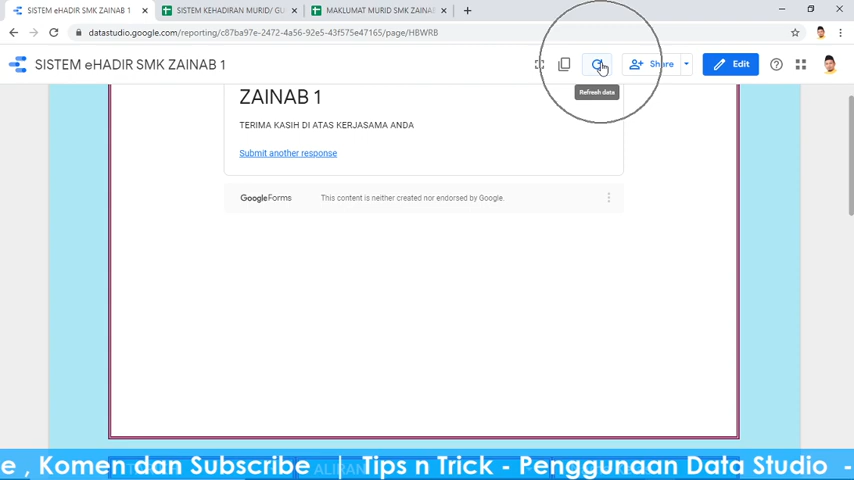 SISTEM eHADIR SMK ZAINAB 1
SISTEM KEHADIRAN MURID/ GU
MAKLUMAT MURID SMK ZAINAB
datastudio.google.com/reporting/c87ba97e-2472-4a56-92e5-43f575e47165/page/HBWRB
SISTEM eHADIR SMK ZAINAB 1
Share
Edit
Refresh data
ZAINAB 1
TERIMA KASIH DI ATAS KERJASAMA ANDA
Submit another response
GoogleForms
This content is neither created nor endorsed by Google.
ALIRAN
e , Komen dan Subscribe | Tips n Trick - Penggunaan Data Studio -